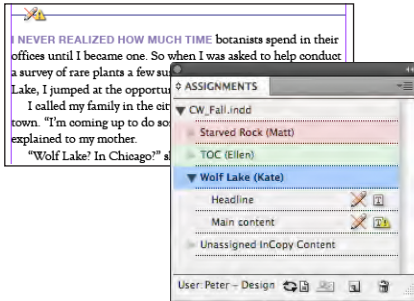 I NEVER REALIZED HOW MUCH TIME botanists spend in their
offices until I became one. So when I was asked to help conduct
a survey of rare plants a few su
Lake, I jumped at the opportu
I called my family in the cit
town. “I'm coming up to do so
explained to my mother.
“Wolf Lake? In Chicago?” s
ASSIGNMENTS
CW_Fall.indd
Starved Rock (Matt)
TOC (Ellen)
Wolf Lake (Kate)
Headline
Main content
Unassigned InCopy Content
User: Peter – Design